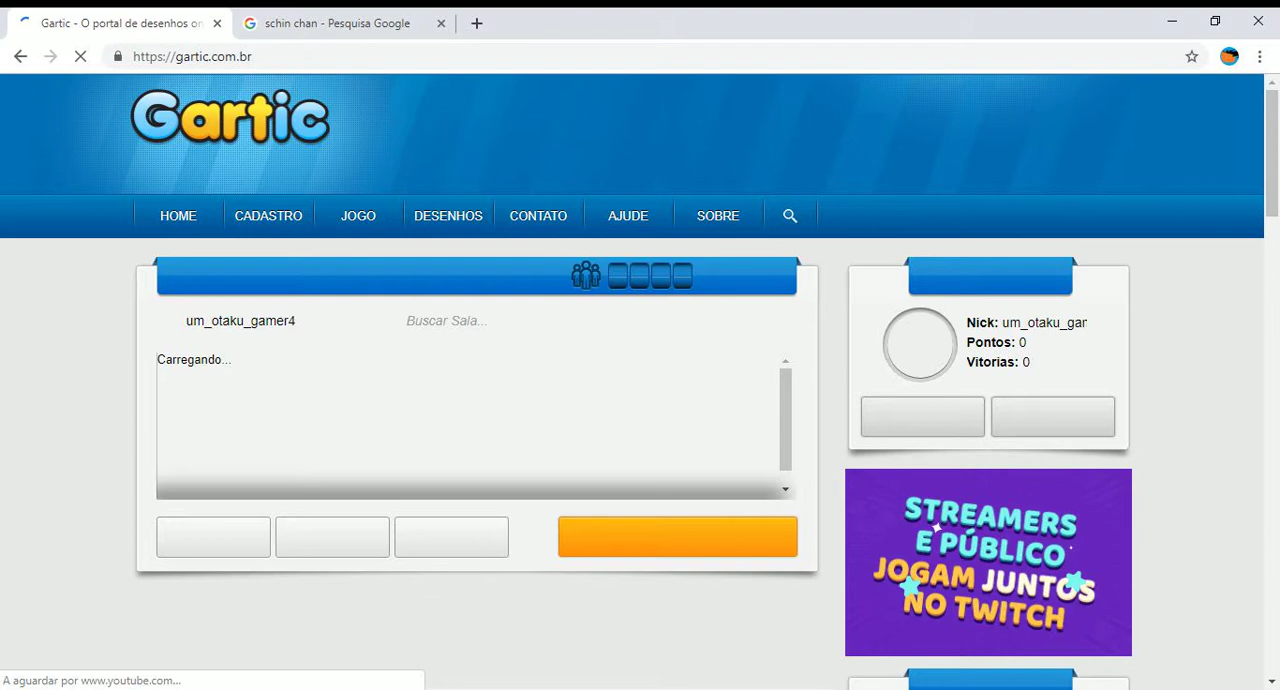 Gartic - O portal de desenhos on
schin chan - Pesquisa Google
https://gartic.com.br
Gartic
HOME
CADASTRO
JOGO
DESENHOS
CONTATO
AJUDE
SOBRE
um_otaku_gamer4
Buscar Sala...
Carregando...
Nick: um_otaku_gar
Pontos: 0
Vitorias: 0
STREAMERS
E PÚBLICO
JOGAM JUNTOS
NO TWITCH
A aguardar por www.youtube.com...